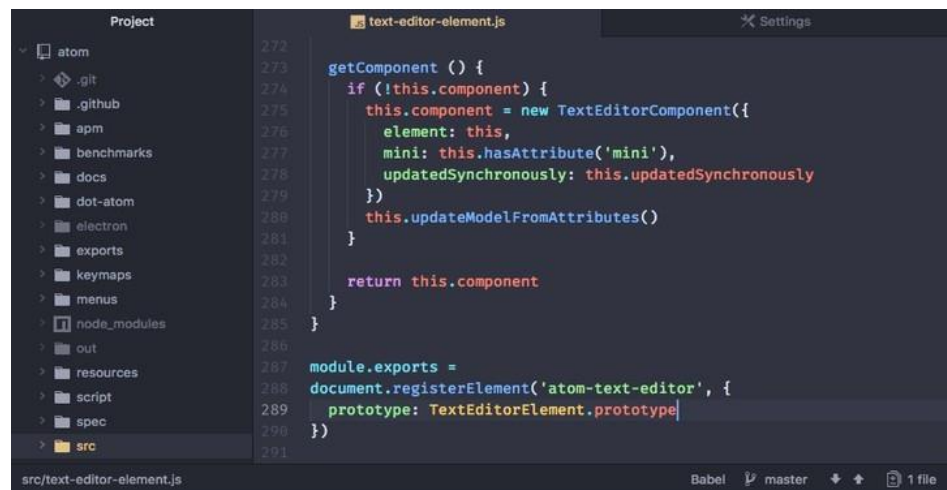 Project
text-editor-element.js
Settings
atom
.git
.github
apm
benchmarks
docs
dot-atom
electron
exports
keymaps
menus
node_modules
out
resources
script
spec
src
272
273 getComponent () {
274 if (!this.component) {
275 this.component = new TextEditorComponent({
276 element: this,
277 mini: this.hasAttribute('mini'),
278 updatedSynchronously: this.updatedSynchronously
279 })
280 this.updateModelFromAttributes()
281 }
282
283 return this.component
284 }
285 }
286
287 module.exports =
288 document.registerElement('atom-text-editor', {
289 prototype: TextEditorElement.prototype
290 })
291
src/text-editor-element.js
Babel master 1 file